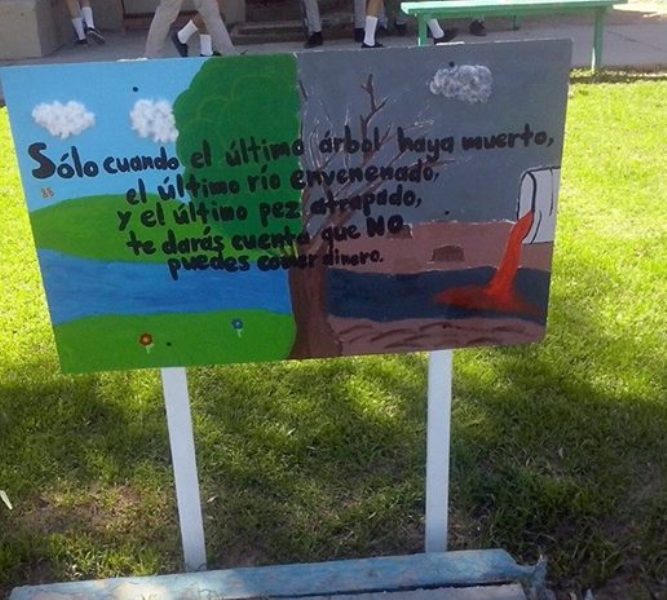 Sólo cuando el último árbol haya muerto,
el último río envenenado,
y el último pez atrapado,
te darás cuenta que NO
puedes comer dinero.